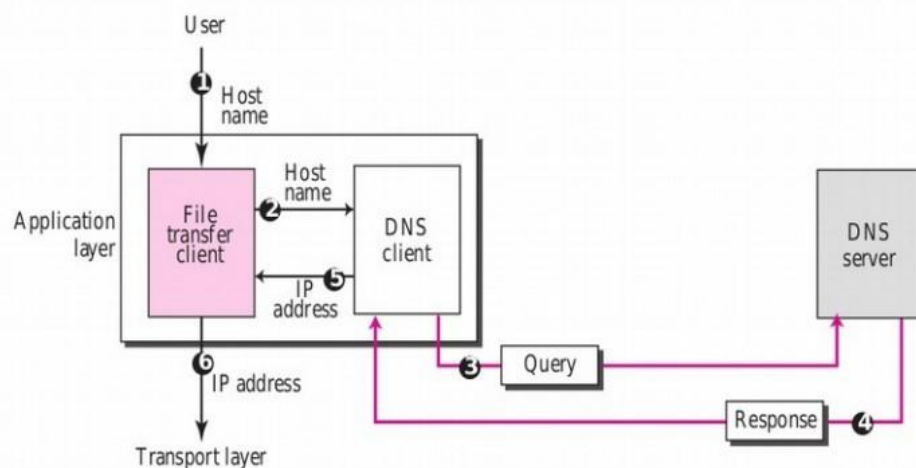 User
1
Host
name
Application
layer
File
transfer
client
Host
name
2
DNS
client
5
IP
address
DNS
server
6
IP address
3
Query
Response
4
Transport layer